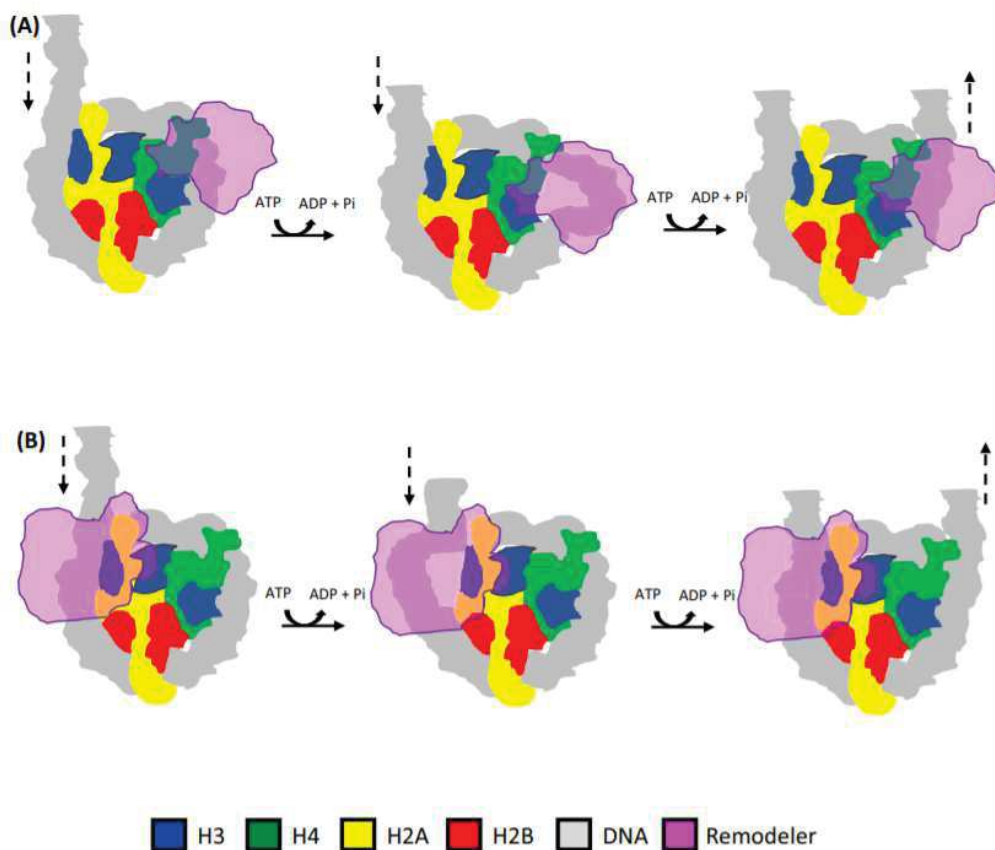 (A)
ATP ADP + Pi
ATP ADP + Pi
(B)
ATP ADP + Pi
ATP ADP + Pi
H3 H4 H2A H2B DNA Remodeler